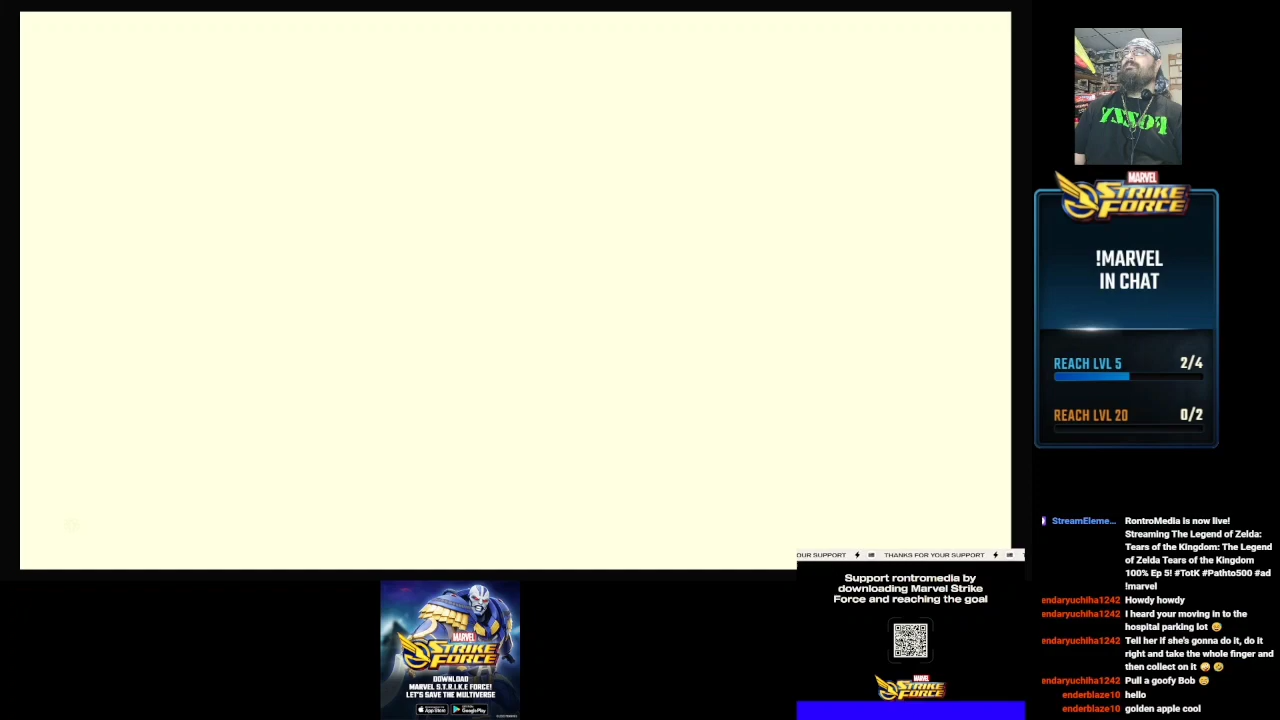 FOZZY
MARVEL
STRIKE
FORCE
!MARVEL
IN CHAT
REACH LVL 5 2/4
REACH LVL 20 0/2
StreamEleme... RontroMedia is now live!
Streaming The Legend of Zelda:
Tears of the Kingdom: The Legend
of Zelda Tears of the Kingdom
100% Ep 5! #TotK #Pathto500 #ad
!marvel
endaryuchiha1242 Howdy howdy
endaryuchiha1242 I heard your moving in to the
hospital parking lot
endaryuchiha1242 Tell her if she's gonna do it, do it
right and take the whole finger and
then collect on it
endaryuchiha1242 Pull a goofy Bob
enderblaze10 hello
enderblaze10 golden apple cool
OUR SUPPORT THANKS FOR YOUR SUPPORT
Support rontromedia by
downloading Marvel Strike
Force and reaching the goal
MARVEL
STRIKE
FORCE
MARVEL
STRIKE
FORCE
DOWNLOAD
MARVEL S.T.R.I.K.E FORCE!
LET'S SAVE THE MULTIVERSE
App Store Google Play